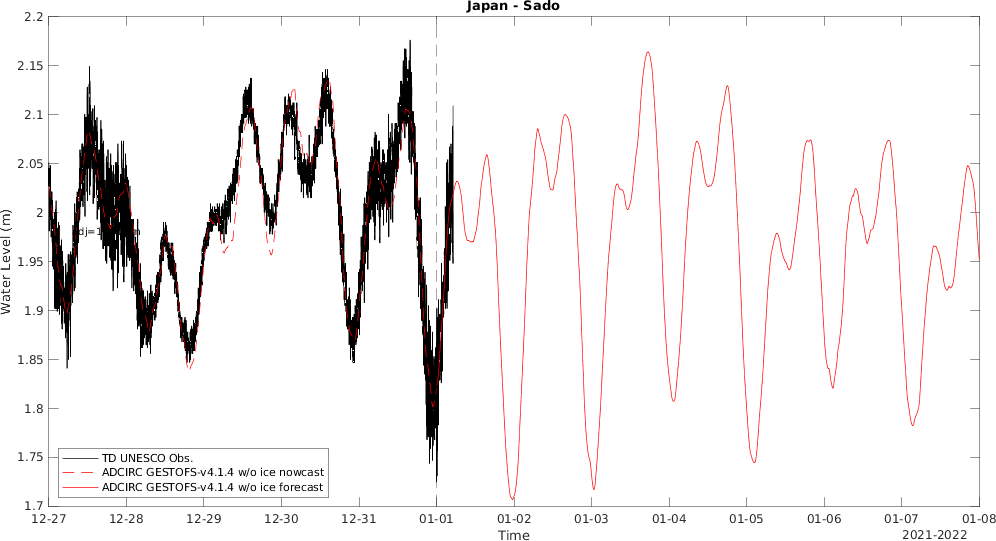 Japan - Sado
Water Level (m)
2.2
2.15
2.1
2.05
2
1.95
1.9
1.85
1.8
1.75
1.7
TD UNESCO Obs.
ADCIRC GESTOFS-v4.1.4 w/o ice nowcast
ADCIRC GESTOFS-v4.1.4 w/o ice forecast
12-27 12-28 12-29 12-30 12-31 01-01 01-02 01-03 01-04 01-05 01-06 01-07 01-08
Time
2021-2022